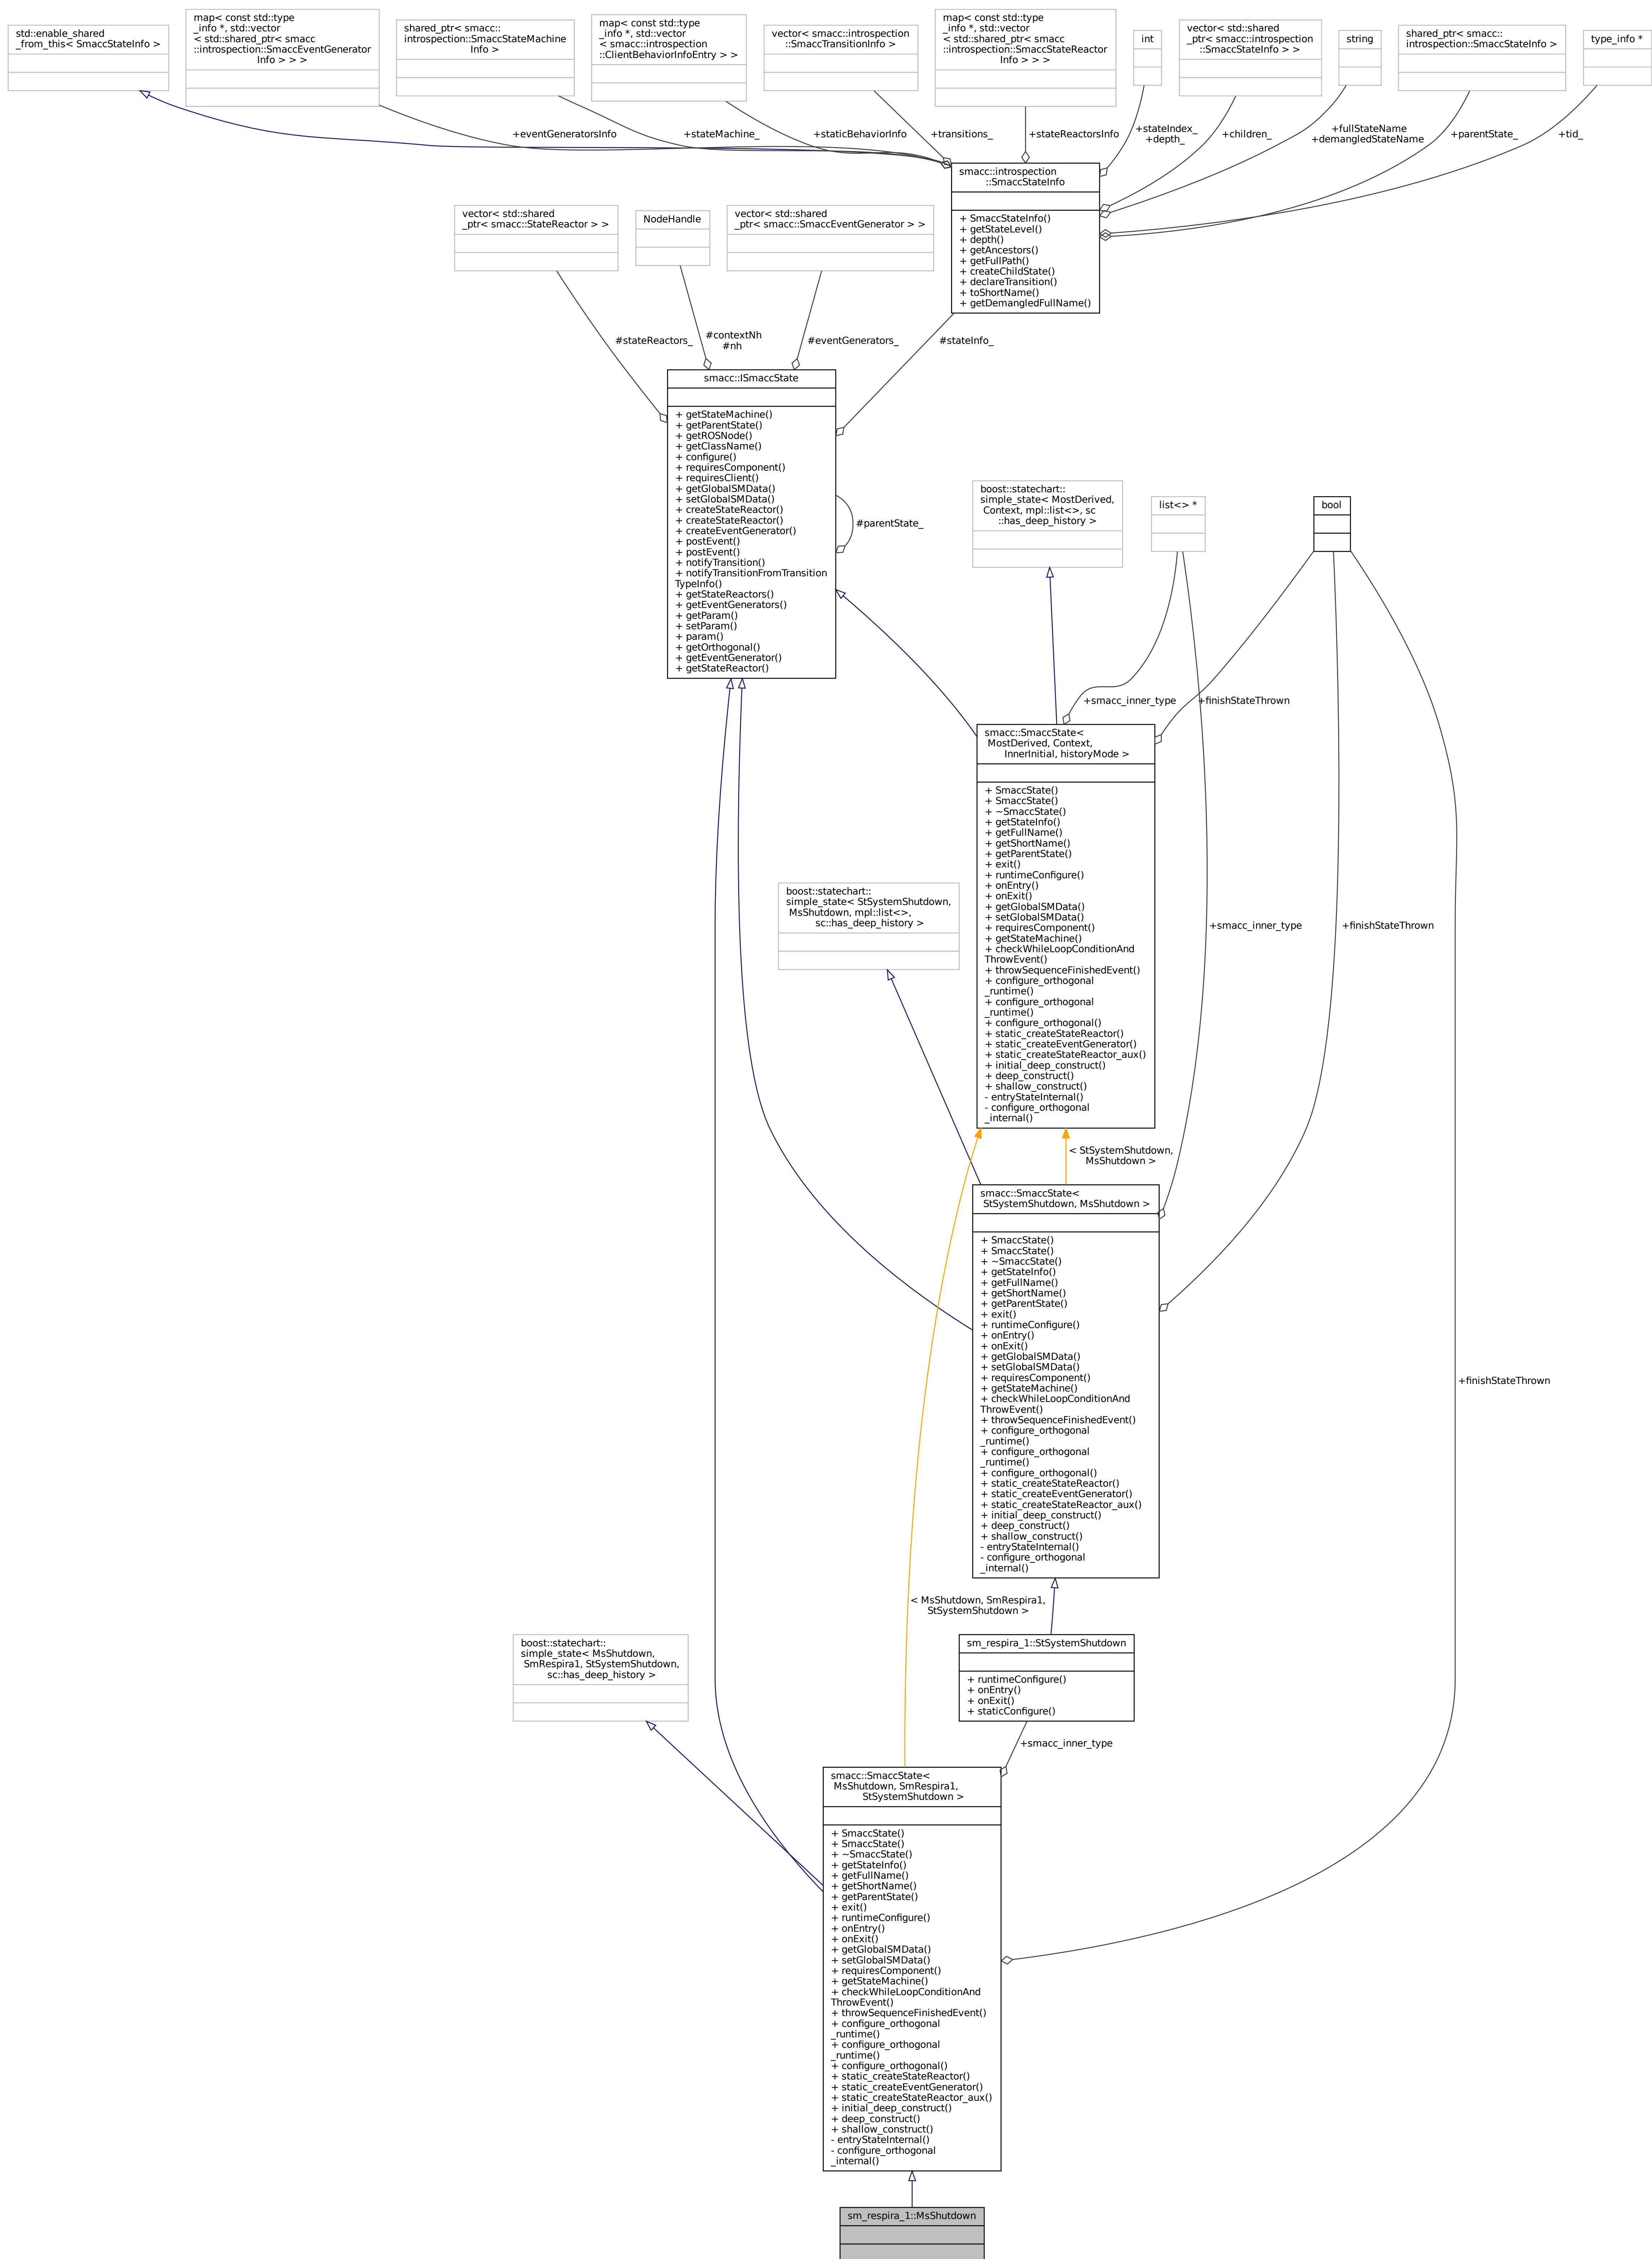 std::enable_shared
_from_this< SmaccStateInfo >
map< const std::type
_info *, std::vector
< std::shared_ptr< smacc
::introspection::SmaccEventGenerator
Info > > >
shared_ptr< smacc::
introspection::SmaccStateMachine
Info >
map< const std::type
_info *, std::vector
< smacc::introspection
::ClientBehaviorInfoEntry > >
vector< smacc::introspection
::SmaccTransitionInfo >
map< const std::type
_info *, std::vector
< std::shared_ptr< smacc
::introspection::SmaccStateReactor
Info > > >
int
vector< std::shared
_ptr< smacc::introspection
::SmaccStateInfo > >
string
shared_ptr< smacc::
introspection::SmaccStateInfo >
type_info *
+eventGeneratorsInfo
+stateMachine_
+staticBehaviorInfo
+transitions_
+stateReactorsInfo
+stateIndex_
+depth_
+children_
+fullStateName
+demangledStateName
+parentState_
+tid_
smacc::introspection
::SmaccStateInfo
+ SmaccStateInfo()
+ getStateLevel()
+ depth()
+ getAncestors()
+ getFullPath()
+ createChildState()
+ declareTransition()
+ toShortName()
+ getDemangledFullName()
vector< std::shared
_ptr< smacc::StateReactor > >
NodeHandle
vector< std::shared
_ptr< smacc::SmaccEventGenerator > >
#stateReactors_
#contextNh
#nh
#eventGenerators_
#stateInfo_
smacc::ISmaccState
+ getStateMachine()
+ getParentState()
+ getROSNode()
+ getClassName()
+ configure()
+ requiresComponent()
+ requiresClient()
+ getGlobalSMData()
+ setGlobalSMData()
+ createStateReactor()
+ createStateReactor()
+ createEventGenerator()
+ postEvent()
+ postEvent()
+ notifyTransition()
+ notifyTransitionFromTransition
TypeInfo()
+ getStateReactors()
+ getEventGenerators()
+ getParam()
+ setParam()
+ param()
+ getOrthogonal()
+ getEventGenerator()
+ getStateReactor()
#parentState_
boost::statechart::
simple_state< MostDerived,
Context, mpl::list<>, sc
::has_deep_history >
list<> *
bool
+smacc_inner_type
+finishStateThrown
smacc::SmaccState<
MostDerived, Context,
InnerInitial, historyMode >
+ SmaccState()
+ SmaccState()
+ ~SmaccState()
+ getStateInfo()
+ getFullName()
+ getShortName()
+ getParentState()
+ exit()
+ runtimeConfigure()
+ onEntry()
+ onExit()
+ getGlobalSMData()
+ setGlobalSMData()
+ requiresComponent()
+ getStateMachine()
+ checkWhileLoopConditionAnd
ThrowEvent()
+ throwSequenceFinishedEvent()
+ configure_orthogonal
_runtime()
+ configure_orthogonal
_runtime()
+ configure_orthogonal()
+ static_createStateReactor()
+ static_createEventGenerator()
+ static_createStateReactor_aux()
+ initial_deep_construct()
+ deep_construct()
+ shallow_construct()
- entryStateInternal()
- configure_orthogonal
_internal()
boost::statechart::
simple_state< StSystemShutdown,
MsShutdown, mpl::list<>,
sc::has_deep_history >
+smacc_inner_type
+finishStateThrown
< StSystemShutdown,
MsShutdown >
smacc::SmaccState<
StSystemShutdown, MsShutdown >
+ SmaccState()
+ SmaccState()
+ ~SmaccState()
+ getStateInfo()
+ getFullName()
+ getShortName()
+ getParentState()
+ exit()
+ runtimeConfigure()
+ onEntry()
+ onExit()
+ getGlobalSMData()
+ setGlobalSMData()
+ requiresComponent()
+ getStateMachine()
+ checkWhileLoopConditionAnd
ThrowEvent()
+ throwSequenceFinishedEvent()
+ configure_orthogonal
_runtime()
+ configure_orthogonal
_runtime()
+ configure_orthogonal()
+ static_createStateReactor()
+ static_createEventGenerator()
+ static_createStateReactor_aux()
+ initial_deep_construct()
+ deep_construct()
+ shallow_construct()
- entryStateInternal()
- configure_orthogonal
_internal()
+finishStateThrown
< MsShutdown, SmRespira1,
StSystemShutdown >
boost::statechart::
simple_state< MsShutdown,
SmRespira1, StSystemShutdown,
sc::has_deep_history >
sm_respira_1::StSystemShutdown
+ runtimeConfigure()
+ onEntry()
+ onExit()
+ staticConfigure()
+smacc_inner_type
smacc::SmaccState<
MsShutdown, SmRespira1,
StSystemShutdown >
+ SmaccState()
+ SmaccState()
+ ~SmaccState()
+ getStateInfo()
+ getFullName()
+ getShortName()
+ getParentState()
+ exit()
+ runtimeConfigure()
+ onEntry()
+ onExit()
+ getGlobalSMData()
+ setGlobalSMData()
+ requiresComponent()
+ getStateMachine()
+ checkWhileLoopConditionAnd
ThrowEvent()
+ throwSequenceFinishedEvent()
+ configure_orthogonal
_runtime()
+ configure_orthogonal
_runtime()
+ configure_orthogonal()
+ static_createStateReactor()
+ static_createEventGenerator()
+ static_createStateReactor_aux()
+ initial_deep_construct()
+ deep_construct()
+ shallow_construct()
- entryStateInternal()
- configure_orthogonal
_internal()
sm_respira_1::MsShutdown